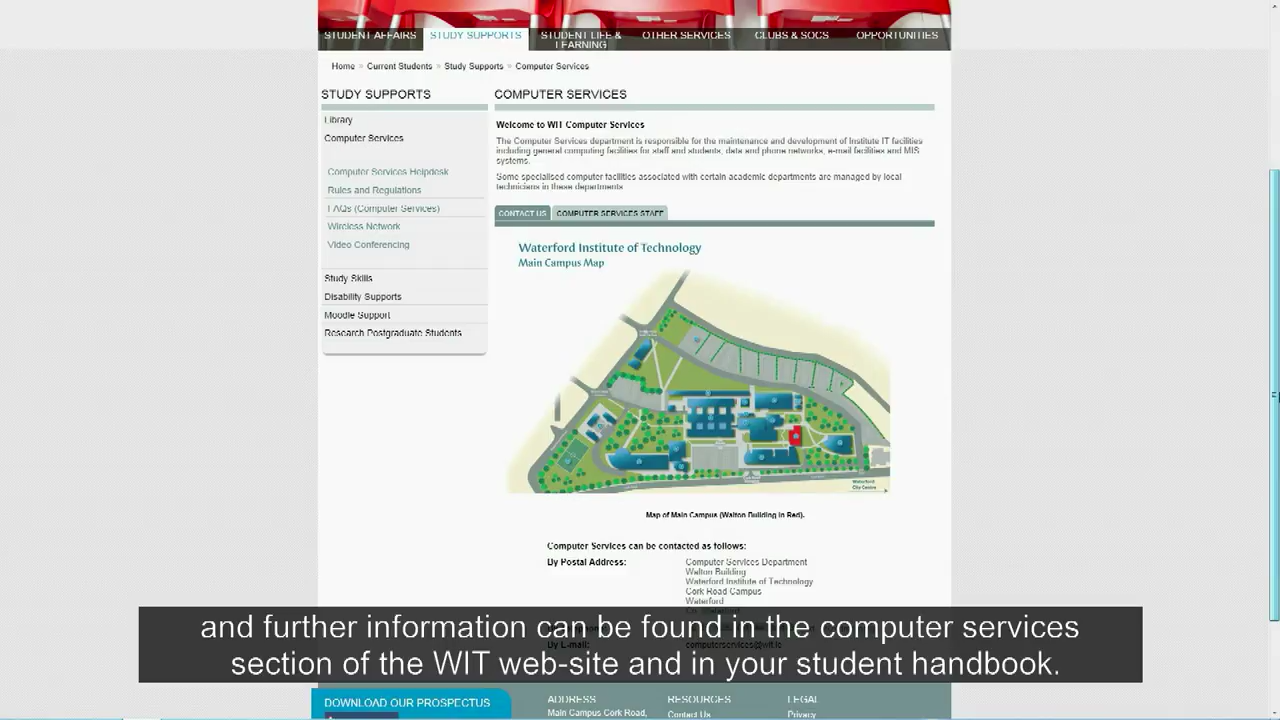 STUDENT AFFAIRS
STUDY SUPPORTS
STUDENT LIFE &
LEARNING
OTHER SERVICES
CLUBS & SOCS
OPPORTUNITIES
Home » Current Students » Study Supports » Computer Services
STUDY SUPPORTS
Library
Computer Services
Computer Services Helpdesk
Rules and Regulations
FAQs (Computer Services)
Wireless Network
Video Conferencing
Study Skills
Disability Supports
Moodle Support
Research Postgraduate Students
COMPUTER SERVICES
Welcome to WIT Computer Services
The Computer Services department is responsible for the maintenance and development of Institute IT facilities
including general computing facilities for staff and students, data and phone networks, e-mail facilities and MIS
systems.
Some specialised computer facilities associated with certain academic departments are managed by local
technicians in these departments
CONTACT US
COMPUTER SERVICES STAFF
Waterford Institute of Technology
Main Campus Map
Waterford
City Centre
Map of Main Campus (Walton Building in Red).
Computer Services can be contacted as follows:
By Postal Address:
Computer Services Department
Walton Building
Waterford Institute of Technology
Cork Road Campus
Waterford
By E-mail:
computerservices@wit.ie
and further information can be found in the computer services
section of the WIT web-site and in your student handbook.
DOWNLOAD OUR PROSPECTUS
ADDRESS
Main Campus Cork Road,
RESOURCES
Contact Us
LEGAL
Privacy